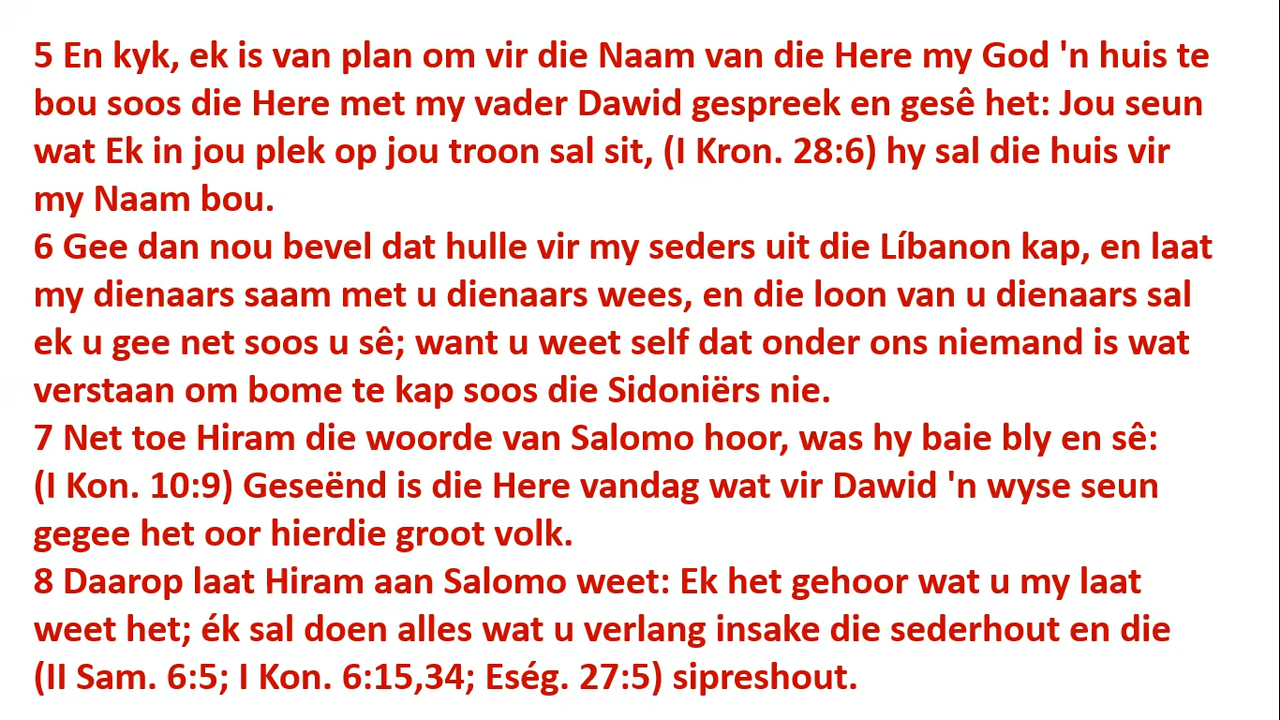 5 En kyk, ek is van plan om vir die Naam van die Here my God 'n huis te
bou soos die Here met my vader Dawid gespreek en gesê het: Jou seun
wat Ek in jou plek op jou troon sal sit, (I Kron. 28:6) hy sal die huis vir
my Naam bou.
6 Gee dan nou bevel dat hulle vir my seders uit die Líbanon kap, en laat
my dienaars saam met u dienaars wees, en die loon van u dienaars sal
ek u gee net soos u sê; want u weet self dat onder ons niemand is wat
verstaan om bome te kap soos die Sidoniërs nie.
7 Net toe Hiram die woorde van Salomo hoor, was hy baie bly en sê:
(I Kon. 10:9) Geseënd is die Here vandag wat vir Dawid 'n wyse seun
gegee het oor hierdie groot volk.
8 Daarop laat Hiram aan Salomo weet: Ek het gehoor wat u my laat
weet het; ék sal doen alles wat u verlang insake die sederhout en die
(II Sam. 6:5; I Kon. 6:15,34; Eség. 27:5) sipreshout.